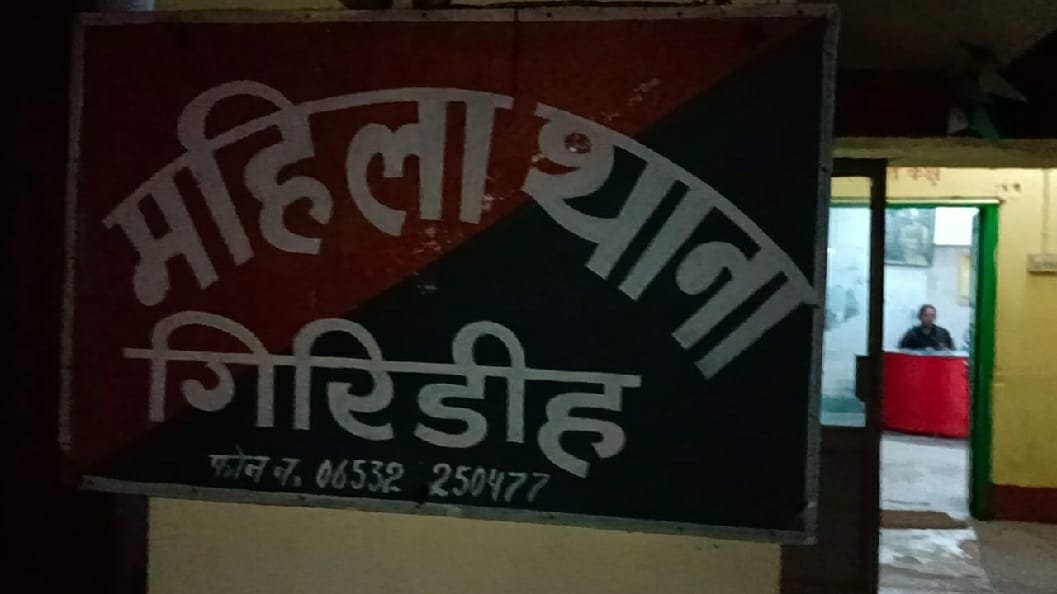 महिला थाना
गिरिडीह
फोन न. 06532 250477